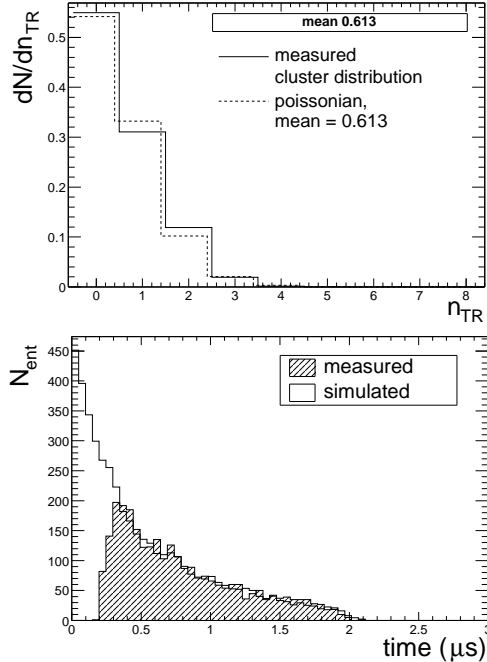 mean 0.613
measured
cluster distribution
poissonian,
mean = 0.613
dN/dn_TR
0.5
0.4
0.3
0.2
0.1
0
0 1 2 3 4 5 6 7 8
n_TR
N_ent
measured
simulated
450
400
350
300
250
200
150
100
50
0
0 0.5 1 1.5 2 2.5 3
time (μs)